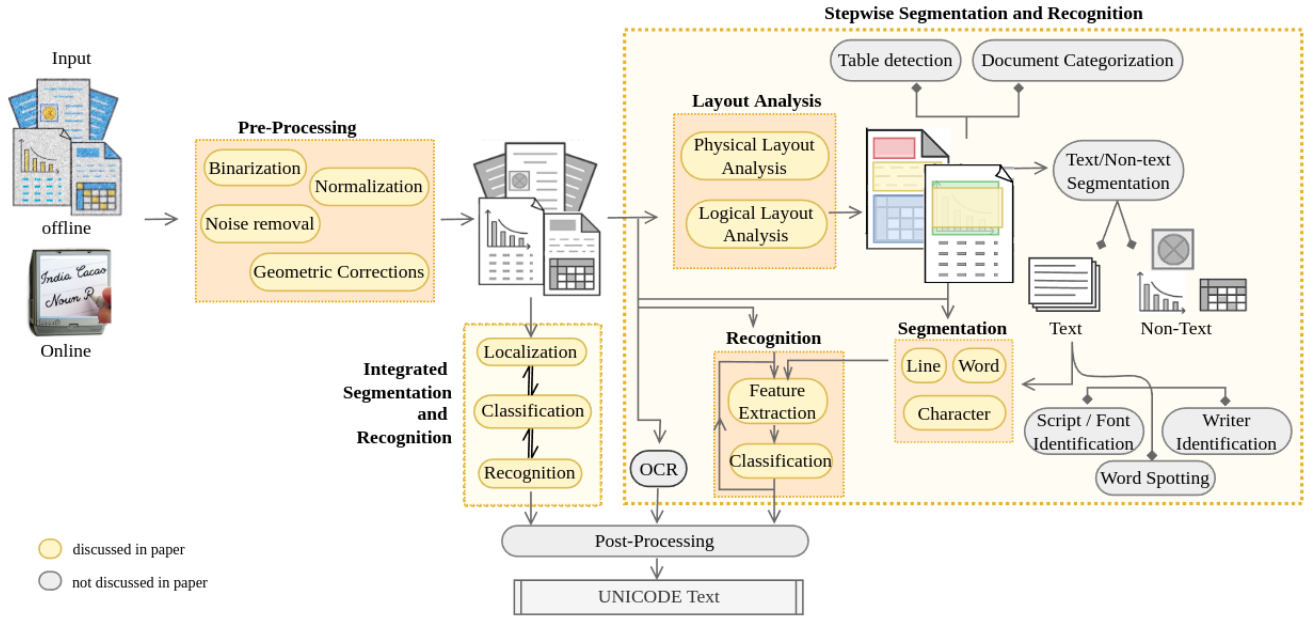 Stepwise Segmentation and Recognition
Input
offline
India Cacao
Noun P
Online
Pre-Processing
Binarization
Normalization
Noise removal
Geometric Corrections
Layout Analysis
Physical Layout
Analysis
Logical Layout
Analysis
Table detection
Document Categorization
Text/Non-text
Segmentation
Text
Non-Text
Integrated
Segmentation
and
Recognition
Localization
Classification
Recognition
Recognition
Feature
Extraction
Classification
Segmentation
Line
Word
Character
Script / Font
Identification
Writer
Identification
Word Spotting
OCR
Post-Processing
UNICODE Text
discussed in paper
not discussed in paper